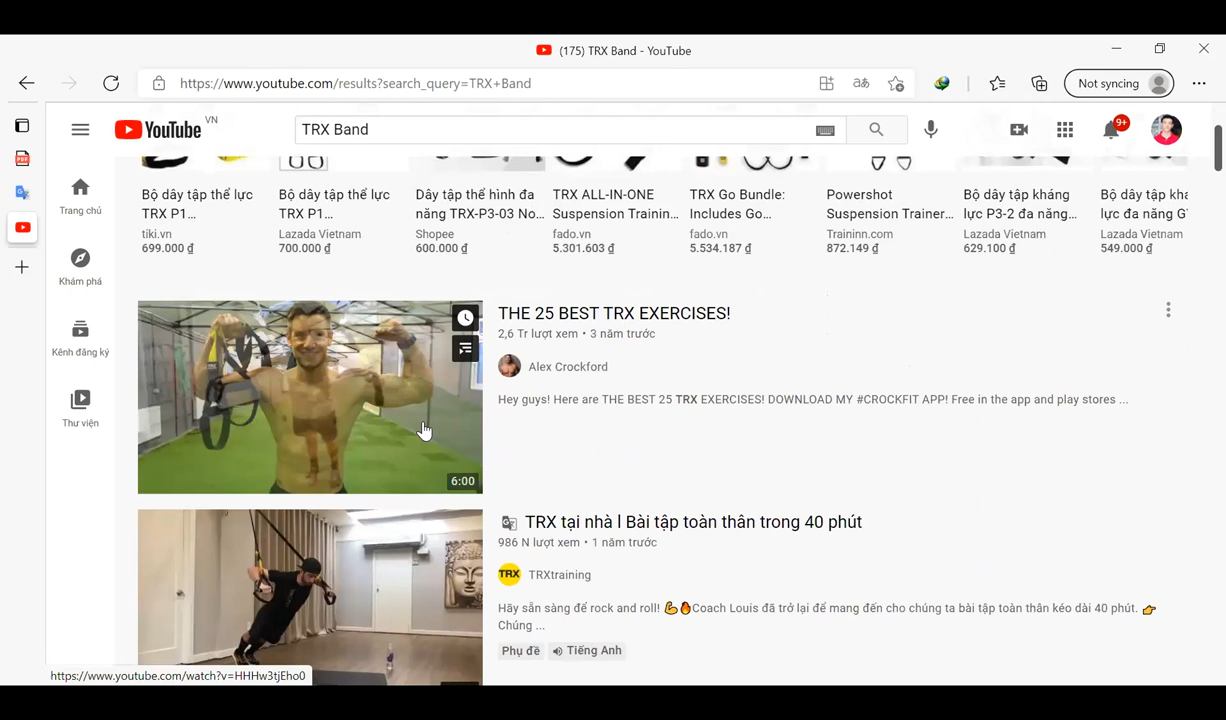 (175) TRX Band - YouTube
https://www.youtube.com/results?search_query=TRX+Band
Not syncing
YouTube VN
TRX Band
9+
Trang chủ
Khám phá
Kênh đăng ký
Thư viện
Bộ dây tập thể lực
TRX P1...
tiki.vn
699.000 ₫
Bộ dây tập thể lực
TRX P1...
Lazada Vietnam
700.000 ₫
Dây tập thể hình đa
năng TRX-P3-03 No...
Shopee
600.000 ₫
TRX ALL-IN-ONE
Suspension Trainin...
fado.vn
5.301.603 ₫
TRX Go Bundle:
Includes Go...
fado.vn
5.534.187 ₫
Powershot
Suspension Trainer...
Traininn.com
872.149 ₫
Bộ dây tập kháng
lực P3-2 đa năng...
Lazada Vietnam
629.100 ₫
Bộ dây tập khá
lực đa năng G
Lazada Vietnam
549.000 ₫
6:00
THE 25 BEST TRX EXERCISES!
2,6 Tr lượt xem • 3 năm trước
Alex Crockford
Hey guys! Here are THE BEST 25 TRX EXERCISES! DOWNLOAD MY #CROCKFIT APP! Free in the app and play stores ...
TRX tại nhà l Bài tập toàn thân trong 40 phút
986 N lượt xem • 1 năm trước
TRX TRXtraining
Hãy sẵn sàng để rock and roll! 💪🔥Coach Louis đã trở lại để mang đến cho chúng ta bài tập toàn thân kéo dài 40 phút. 👉
Chúng ...
Phụ đề Tiếng Anh
https://www.youtube.com/watch?v=HHHw3tjEho0